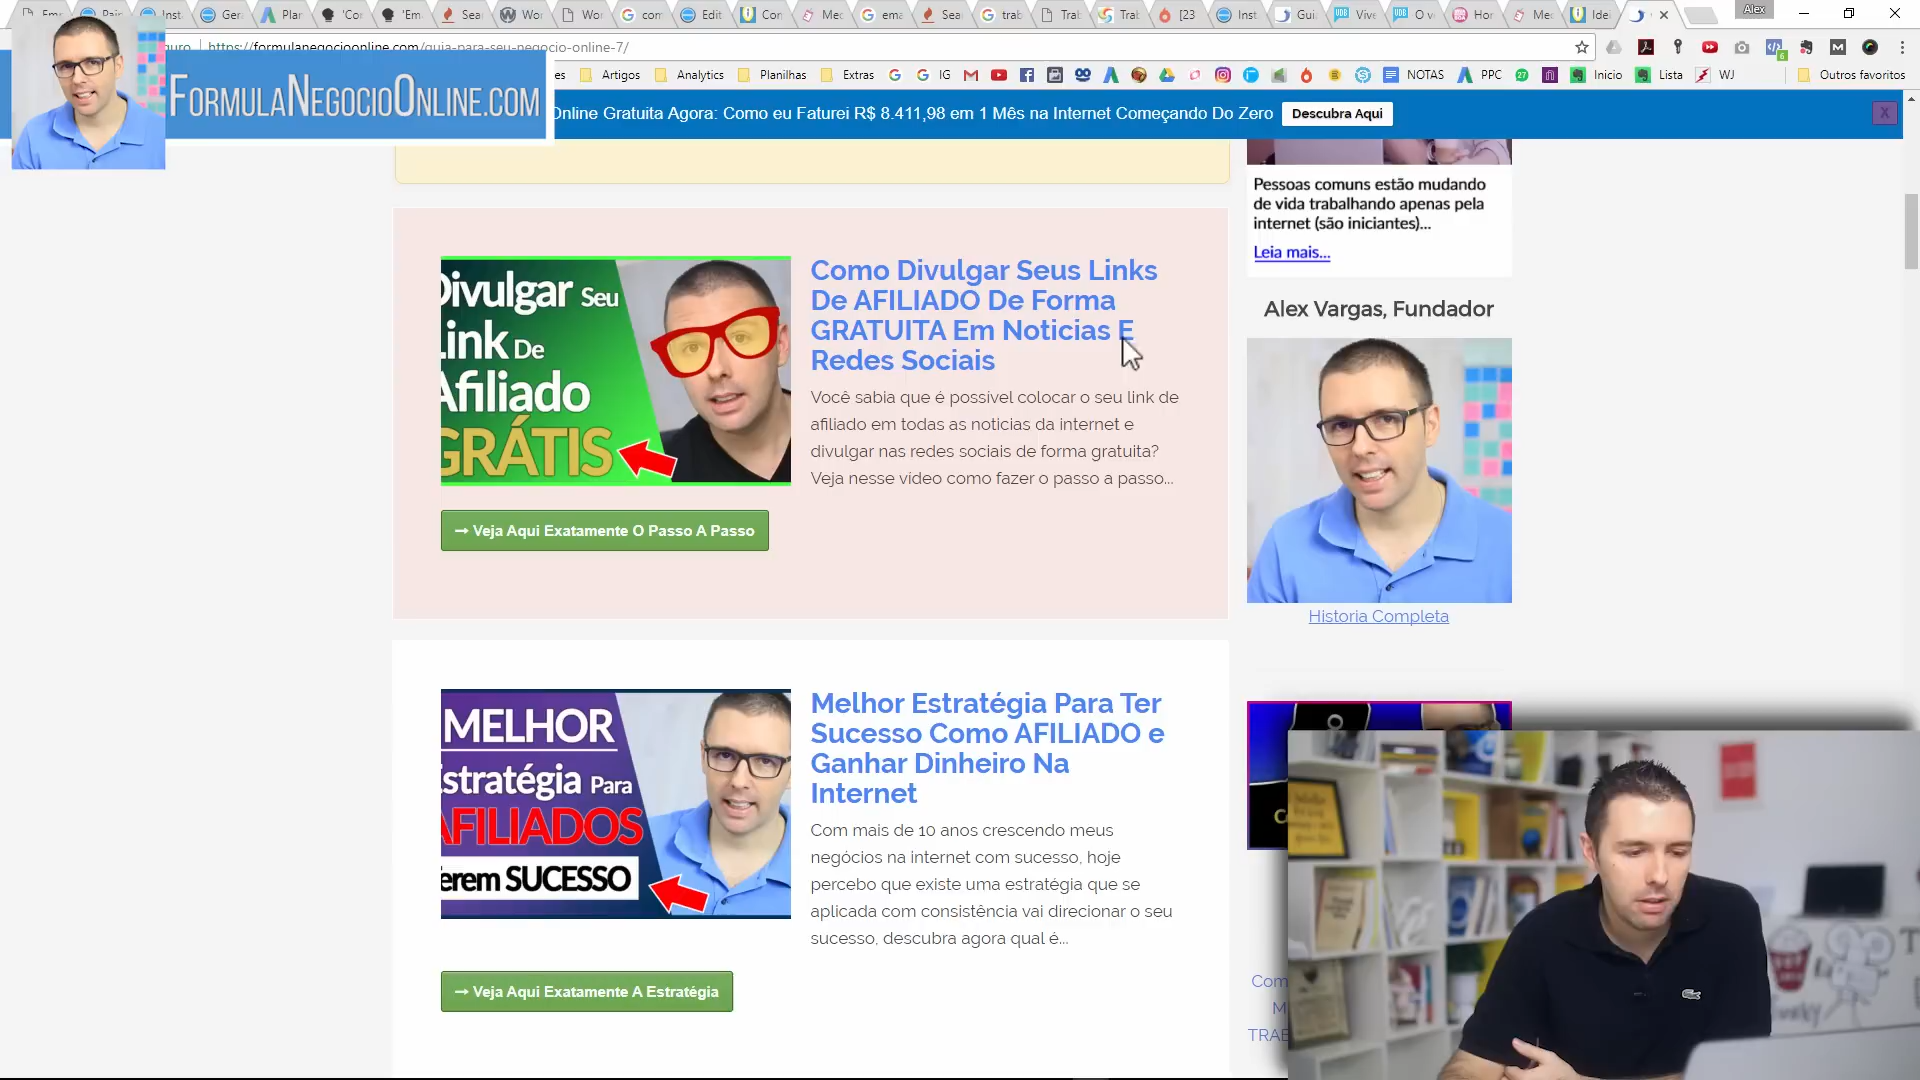 Alex
https://formulanegocioonline.com/guia-para-seu-negocio-online-7/
Artigos
Analytics
Planilhas
Extras
IG
NOTAS
PPC
Inicio
Lista
WJ
Outros favoritos
FORMULANEGOCIOONLINE.COM
Online Gratuita Agora: Como eu Faturei R$ 8.411,98 em 1 Mês na Internet Começando Do Zero
Descubra Aqui
X
Divulgar Seu
Link De
Afiliado
GRÁTIS
Como Divulgar Seus Links
De AFILIADO De Forma
GRATUITA Em Noticias E
Redes Sociais
Você sabia que é possível colocar o seu link de
afiliado em todas as noticias da internet e
divulgar nas redes sociais de forma gratuita?
Veja nesse vídeo como fazer o passo a passo...
→ Veja Aqui Exatamente O Passo A Passo
MELHOR
Estratégia Para
AFILIADOS
Terem SUCESSO
Melhor Estratégia Para Ter
Sucesso Como AFILIADO e
Ganhar Dinheiro Na
Internet
Com mais de 10 anos crescendo meus
negócios na internet com sucesso, hoje
percebo que existe uma estratégia que se
aplicada com consistência vai direcionar o seu
sucesso, descubra agora qual é...
→ Veja Aqui Exatamente A Estratégia
Pessoas comuns estão mudando
de vida trabalhando apenas pela
internet (são iniciantes)...
Leia mais...
Alex Vargas, Fundador
Historia Completa